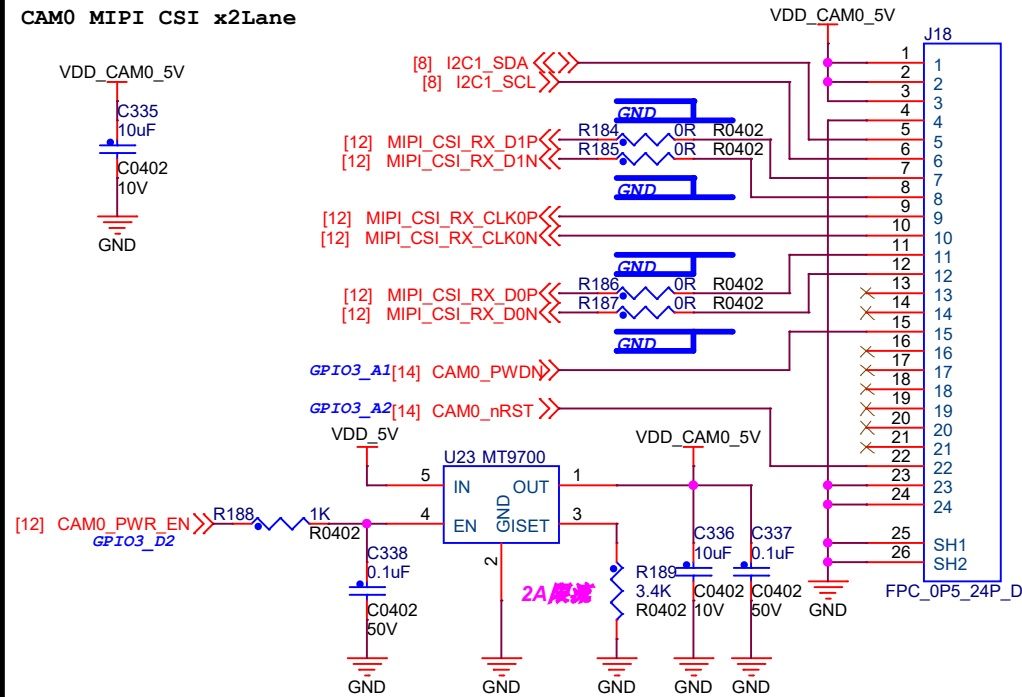 CAM0 MIPI CSI x2Lane
VDD_CAM0_5V
C335
10uF
C0402
10V
GND
VDD_CAM0_5V
J18
[8] I2C1_SDA
[8] I2C1_SCL
GND
R184 0R R0402
[12] MIPI_CSI_RX_D1P
R185 0R R0402
[12] MIPI_CSI_RX_D1N
GND
[12] MIPI_CSI_RX_CLK0P
[12] MIPI_CSI_RX_CLK0N
GND
R186 0R R0402
[12] MIPI_CSI_RX_D0P
R187 0R R0402
[12] MIPI_CSI_RX_D0N
GND
GPIO3_A1 [14] CAM0_PWDN
GPIO3_A2 [14] CAM0_nRST
1 1
2 2
3 3
4 4
5 5
6 6
7 7
8 8
9 9
10 10
11 11
12 12
13 13
14 14
15 15
16 16
17 17
18 18
19 19
20 20
21 21
22 22
23 23
24 24
25 SH1
26 SH2
FPC_0P5_24P_D
GND
VDD_5V
VDD_CAM0_5V
U23 MT9700
5 IN OUT 1
4 EN GND ISET 3
2
[12] CAM0_PWR_EN
GPIO3_D2
R188 1K
R0402
C338
0.1uF
C0402
50V
GND
GND
2A限流
R189
3.4K
R0402
GND
C336
10uF
C0402
10V
GND
C337
0.1uF
C0402
50V
GND